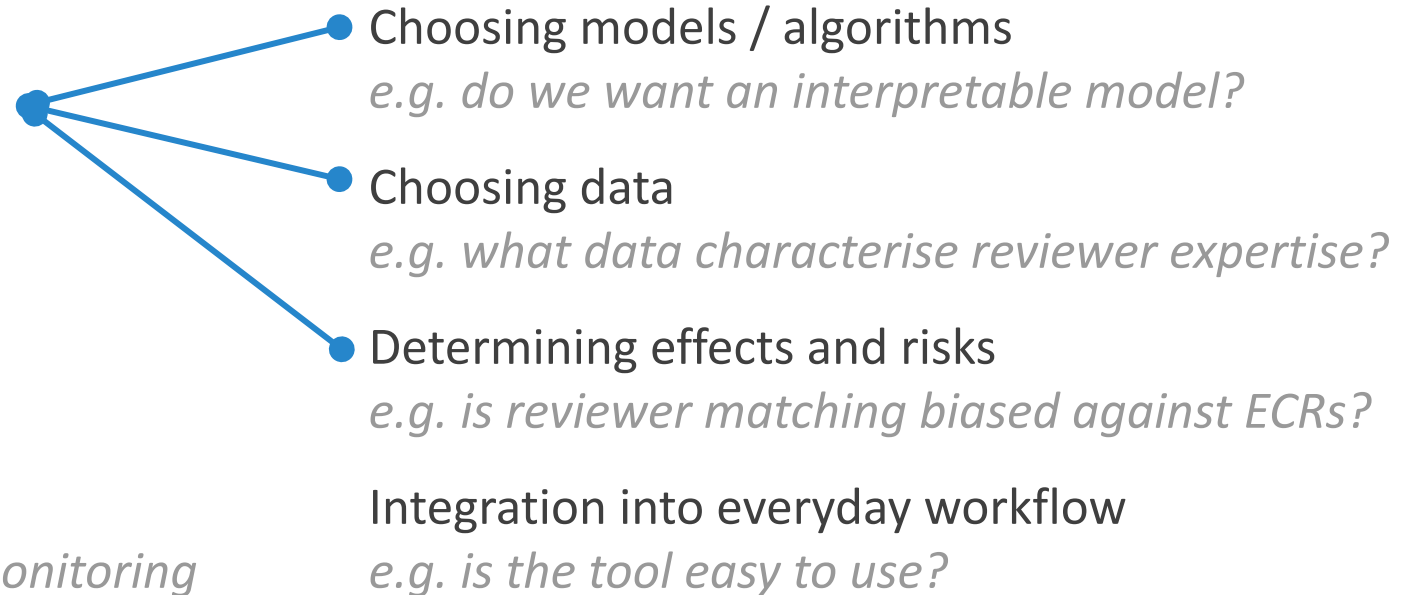 Choosing models / algorithms
e.g. do we want an interpretable model?
Choosing data
e.g. what data characterise reviewer expertise?
Determining effects and risks
e.g. is reviewer matching biased against ECRs?
Integration into everyday workflow
onitoring e.g. is the tool easy to use?